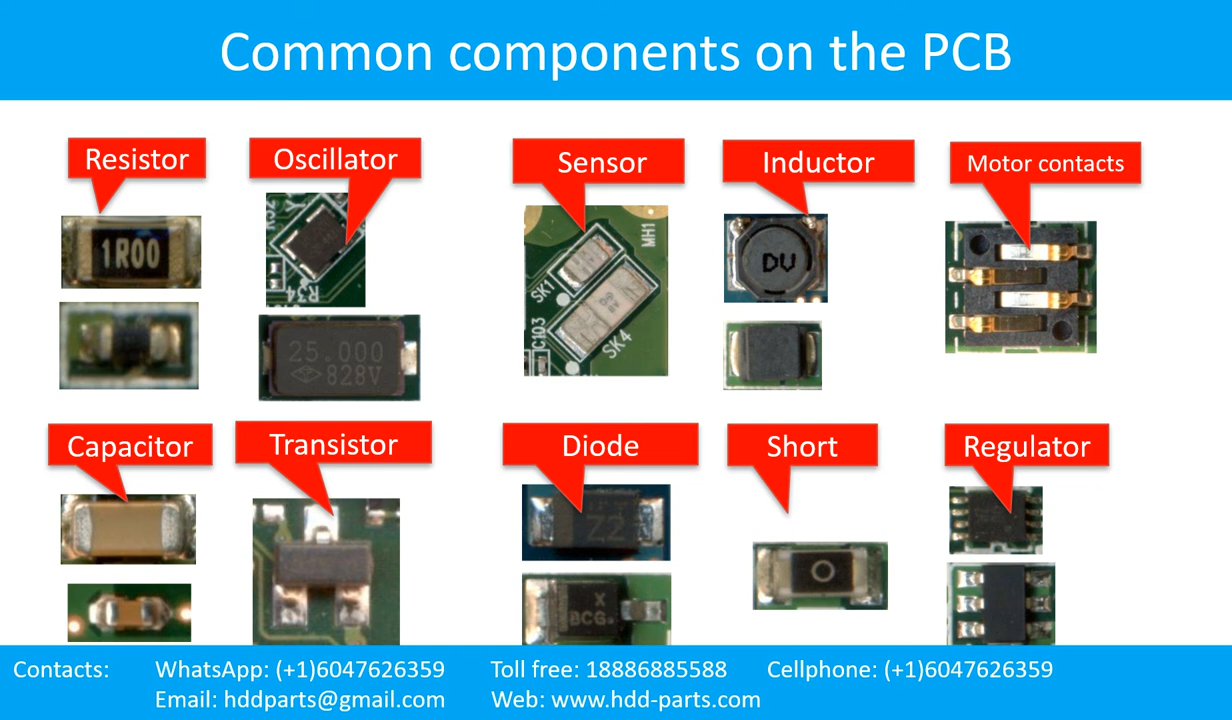 Common components on the PCB
Resistor
Oscillator
Sensor
Inductor
Motor contacts
1R00
R34
25.000
828V
SK1
SK4
MH1
C103
DV
Capacitor
Transistor
Diode
Short
Regulator
Z2
X
BCG.
O
Contacts: WhatsApp: (+1)6047626359 Toll free: 18886885588 Cellphone: (+1)6047626359
Email: hddparts@gmail.com Web: www.hdd-parts.com